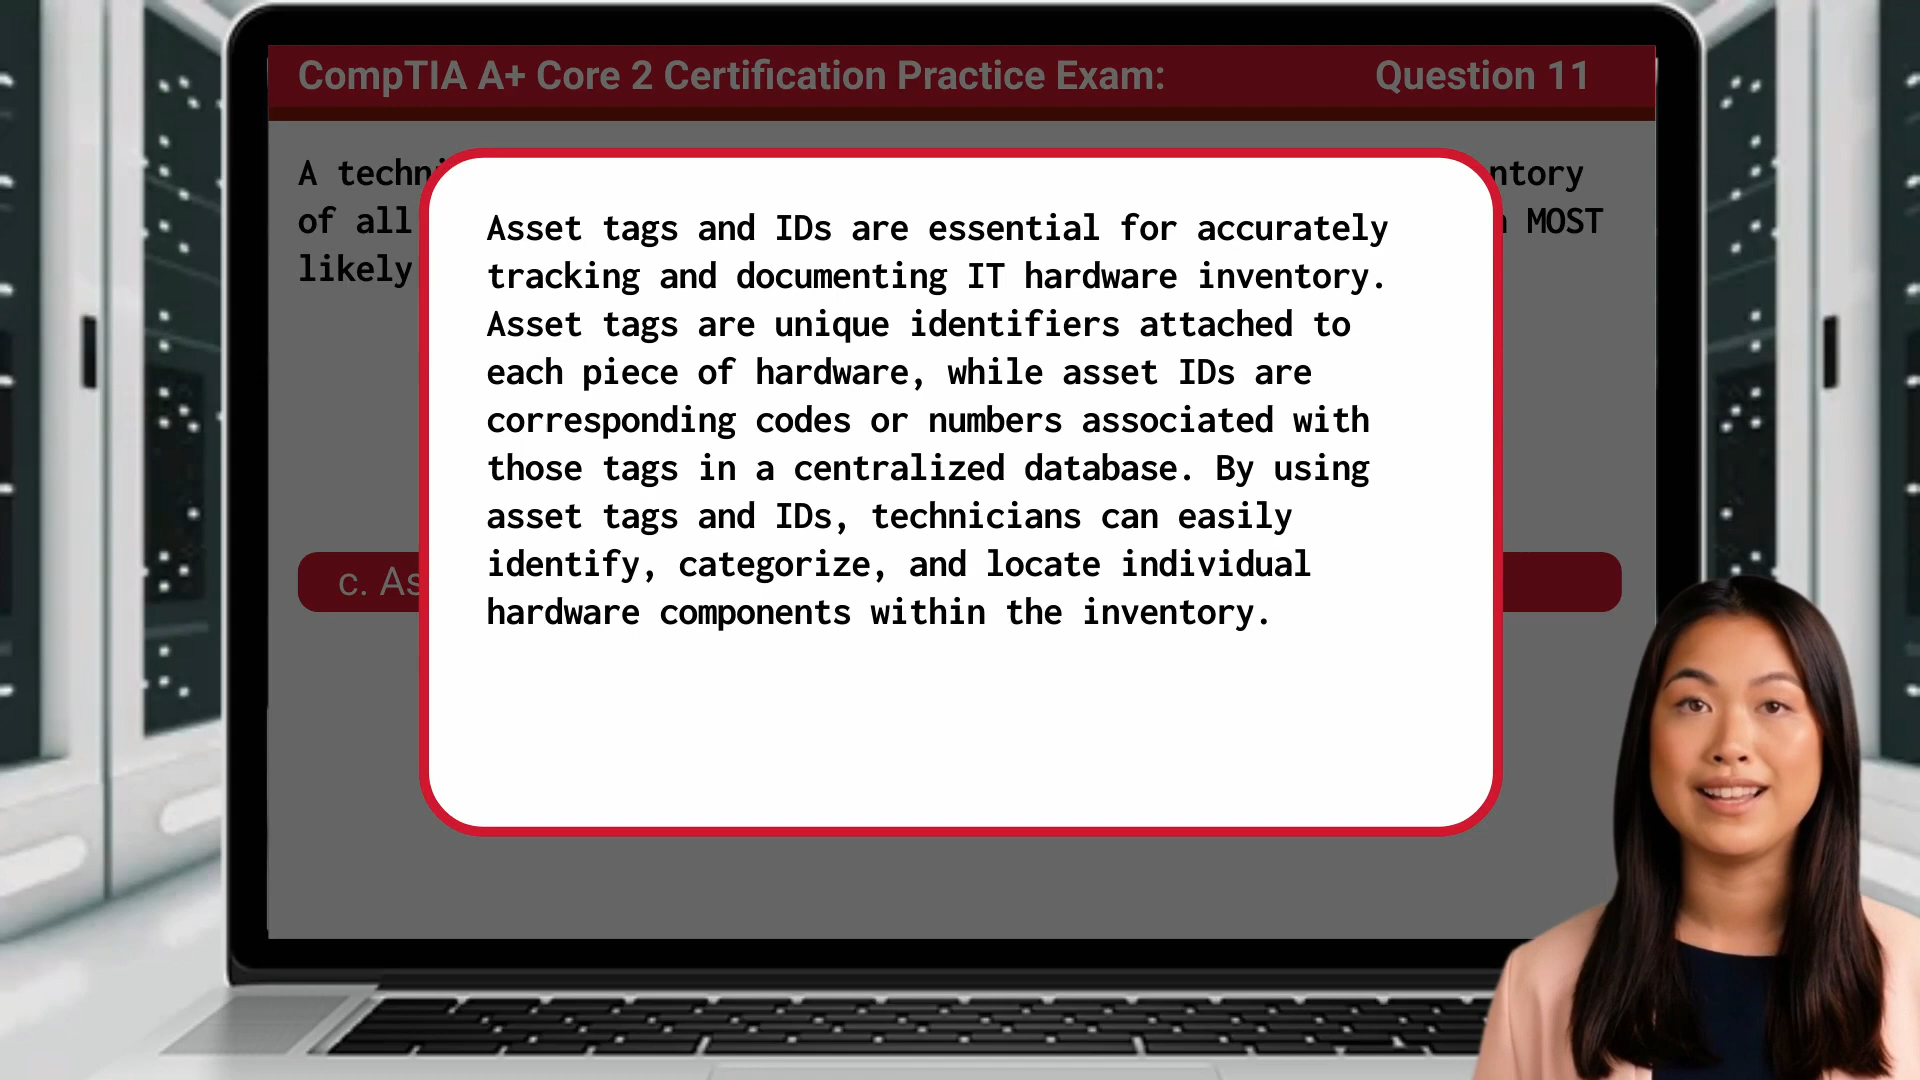 CompTIA A+ Core 2 Certification Practice Exam: Question 11
A
of all MOST
likely
Asset tags and IDs are essential for accurately
tracking and documenting IT hardware inventory.
Asset tags are unique identifiers attached to
each piece of hardware, while asset IDs are
corresponding codes or numbers associated with
those tags in a centralized database. By using
asset tags and IDs, technicians can easily
identify, categorize, and locate individual
hardware components within the inventory.
c.